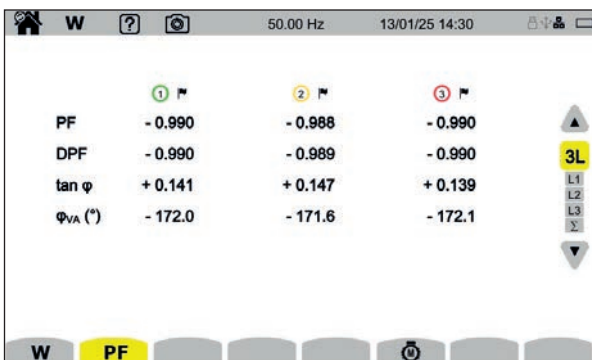 W ? 50.00 Hz 13/01/25 14:30
1 2 3
PF - 0.990 - 0.988 - 0.990
DPF - 0.990 - 0.989 - 0.990
tan φ + 0.141 + 0.147 + 0.139
φVA (°) - 172.0 - 171.6 - 172.1
3L
L1
L2
L3
Σ
W PF M